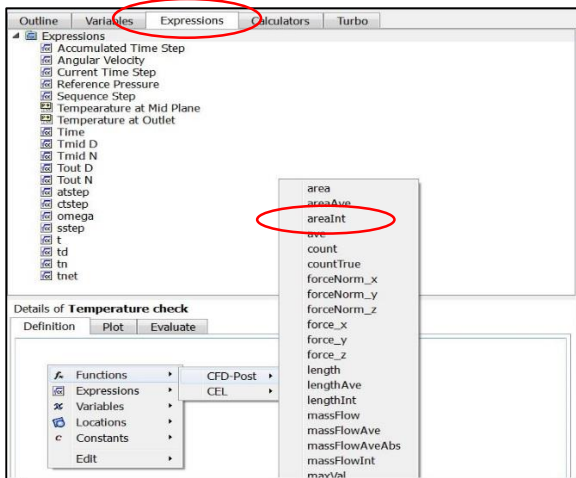 Outline Variables Expressions Calculators Turbo
Expressions
Accumulated Time Step
Angular Velocity
Current Time Step
Reference Pressure
Sequence Step
Tempearature at Mid Plane
Temperature at Outlet
Time
Tmid D
Tmid N
Tout D
Tout N
atstep
ctstep
omega
sstep
t
td
tn
tnet
area
areaAve
areaInt
ave
count
countTrue
forceNorm_x
forceNorm_y
forceNorm_z
force_x
force_y
force_z
length
lengthAve
lengthInt
massFlow
massFlowAve
massFlowAveAbs
massFlowInt
maxVal
Details of Temperature check
Definition Plot Evaluate
Functions
Expressions
Variables
Locations
c Constants
Edit
CFD-Post
CEL